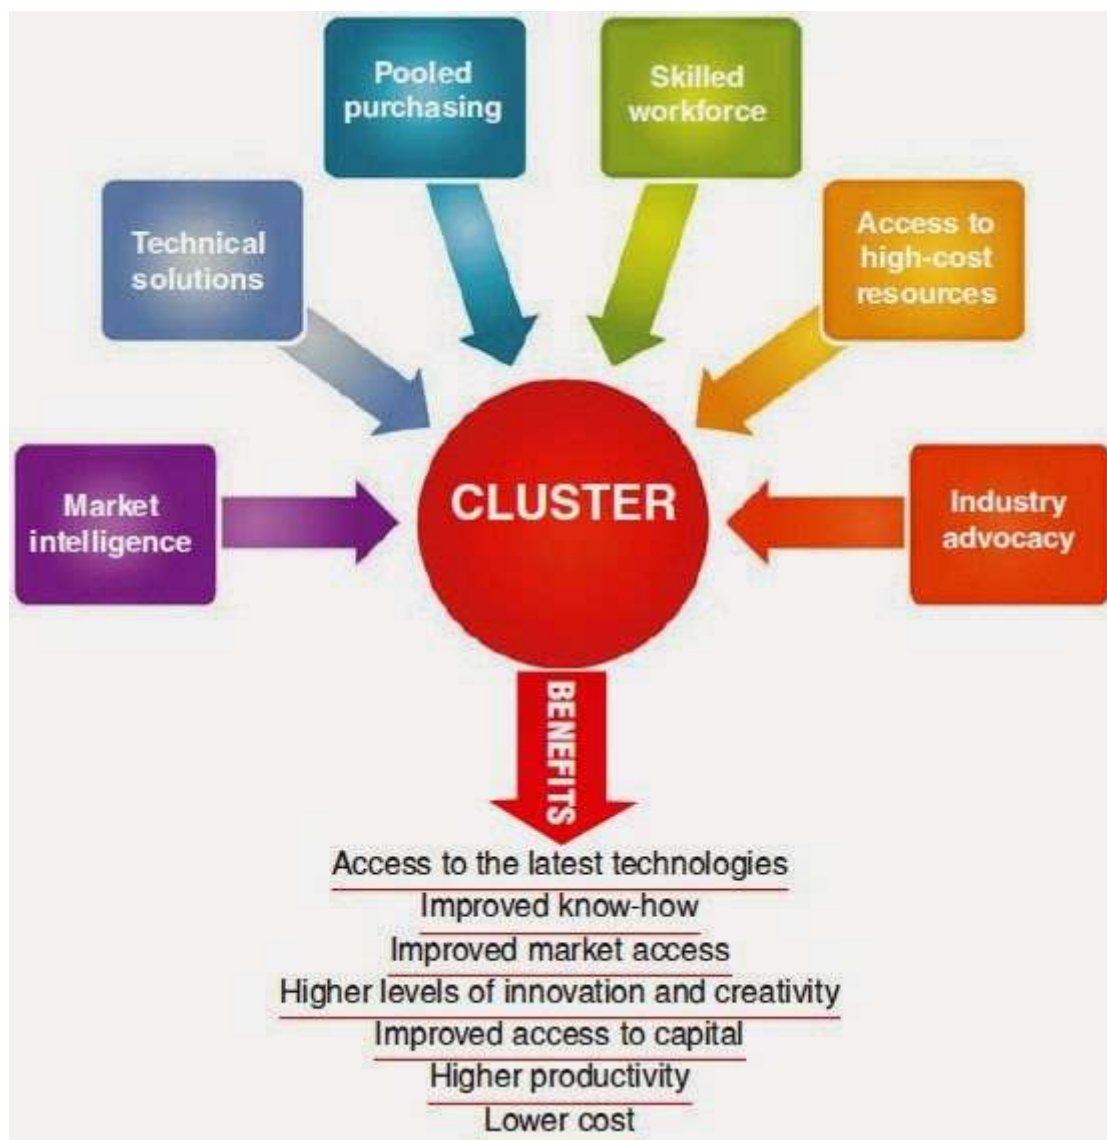 Pooled
purchasing
Skilled
workforce
Technical
solutions
Access to
high-cost
resources
Market
intelligence
CLUSTER
Industry
advocacy
BENEFITS
Access to the latest technologies
Improved know-how
Improved market access
Higher levels of innovation and creativity
Improved access to capital
Higher productivity
Lower cost